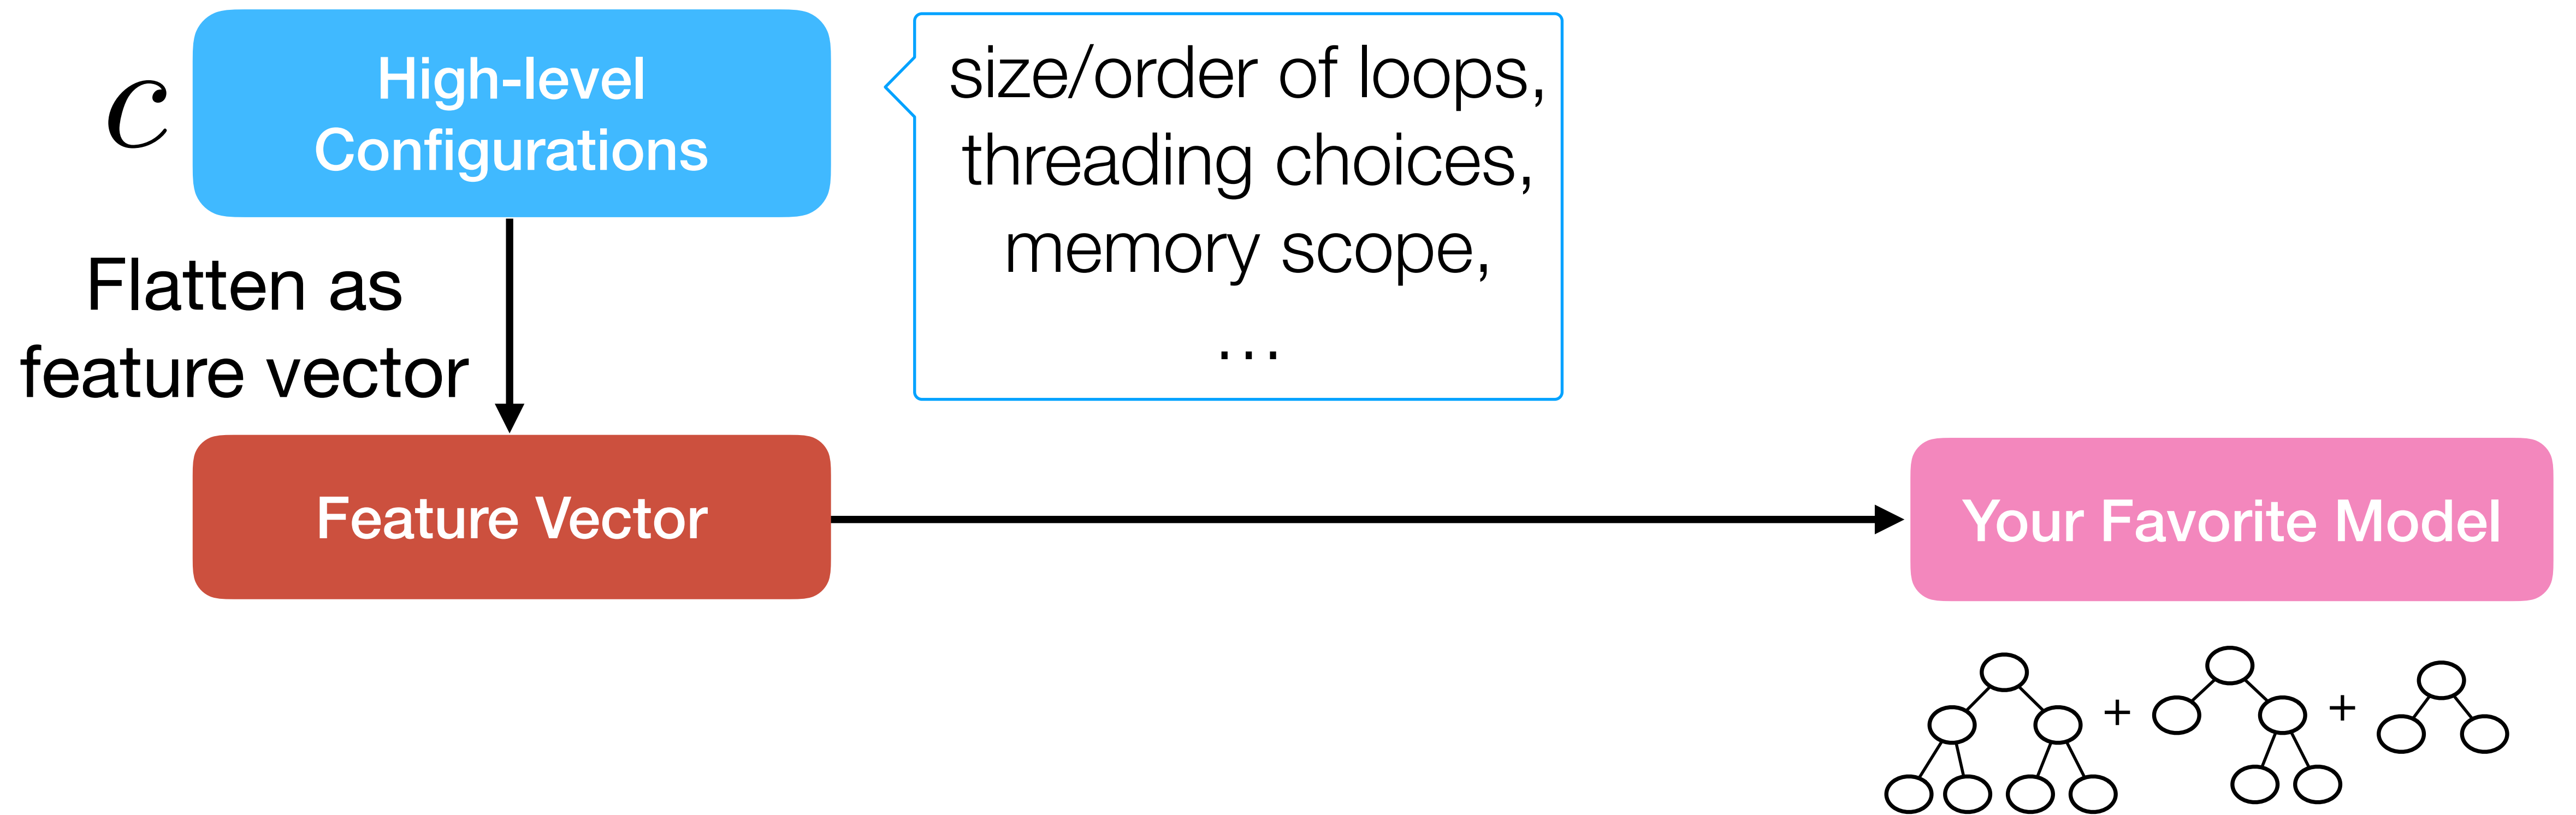 c
High-level
Configurations
size/order of loops,
threading choices,
memory scope,
...
Flatten as
feature vector
Feature Vector
Your Favorite Model
+ +